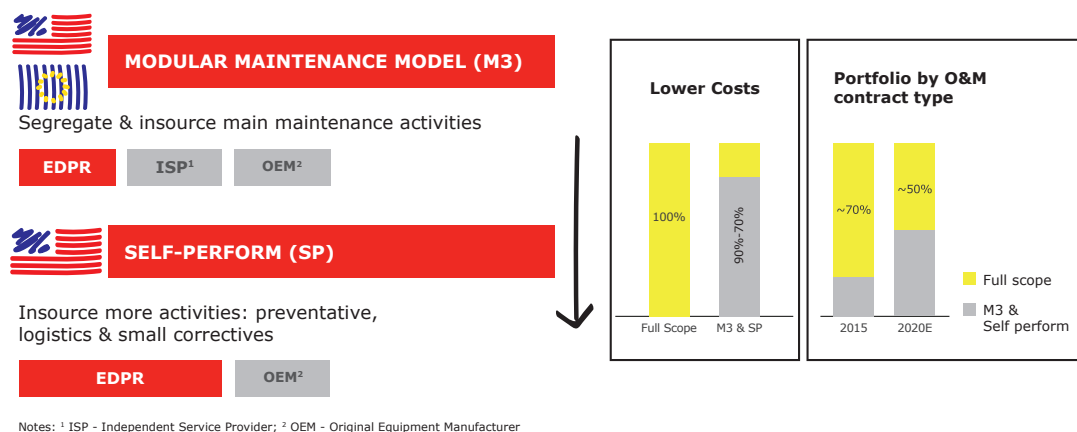 MODULAR MAINTENANCE MODEL (M3)
Segregate & insource main maintenance activities
EDPR
ISP¹
OEM²
SELF-PERFORM (SP)
Insource more activities: preventative,
logistics & small correctives
EDPR
OEM²
Notes: ¹ ISP - Independent Service Provider; ² OEM - Original Equipment Manufacturer
Lower Costs
100%
90%-70%
Full Scope
M3 & SP
Portfolio by O&M
contract type
~70%
~50%
2015
2020E
Full scope
M3 &
Self perform